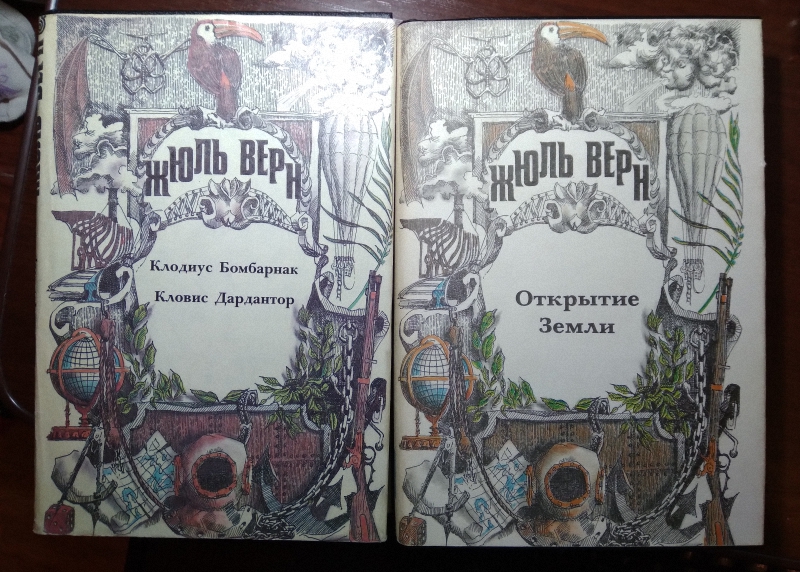 ЖЮЛЬ ВЕРН
Клодиус Бомбарнак
Кловис Дардантор
ЖЮЛЬ ВЕРН
Открытие
Земли